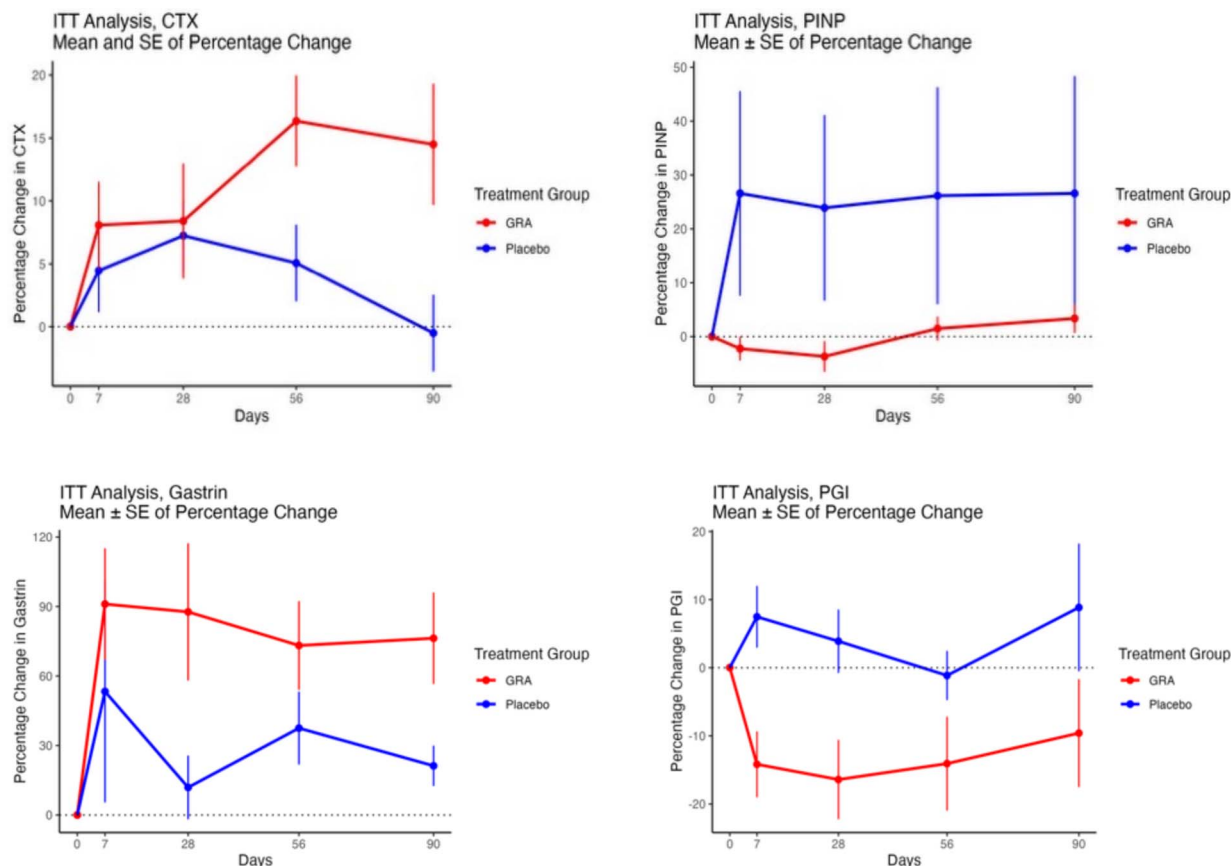 ITT Analysis, CTX
Mean and SE of Percentage Change
Percentage Change in CTX
20
15
10
5
0
0 7 28 56 90
Days
Treatment Group
GRA
Placebo
ITT Analysis, PINP
Mean ± SE of Percentage Change
Percentage Change in PINP
50
40
30
20
10
0
0 7 28 56 90
Days
Treatment Group
GRA
Placebo
ITT Analysis, Gastrin
Mean ± SE of Percentage Change
Percentage Change in Gastrin
120
90
60
30
0
0 7 28 56 90
Days
Treatment Group
GRA
Placebo
ITT Analysis, PGI
Mean ± SE of Percentage Change
Percentage Change in PGI
20
10
0
-10
-20
0 7 28 56 90
Days
Treatment Group
GRA
Placebo